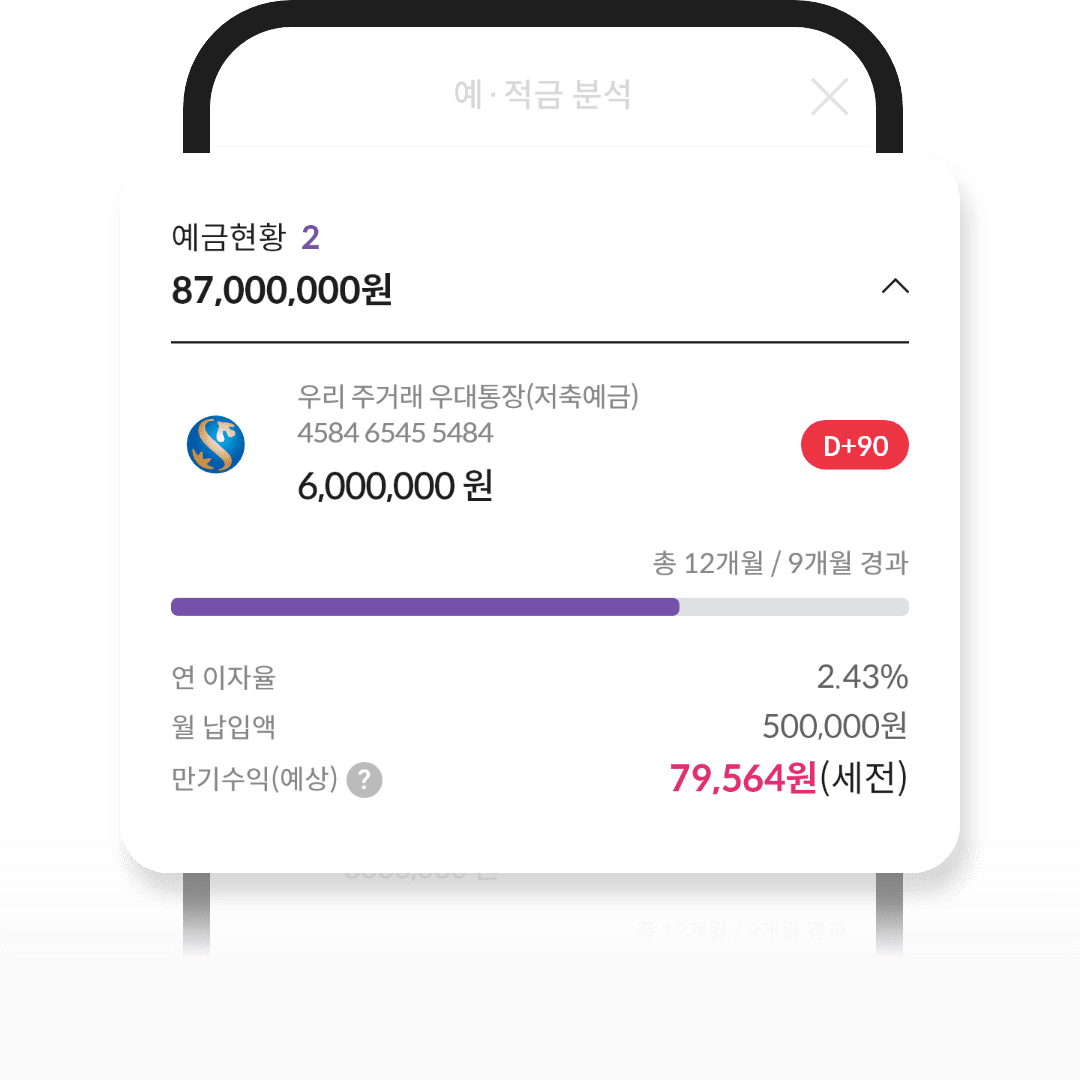 예·적금 분석
예금현황 2
87,000,000원
우리 주거래 우대통장(저축예금)
4584 6545 5484
D+90
6,000,000 원
총 12개월 / 9개월 경과
연 이자율 2.43%
월 납입액 500,000원
만기수익(예상) ? 79,564원(세전)
총 12개월 / 9개월 경과